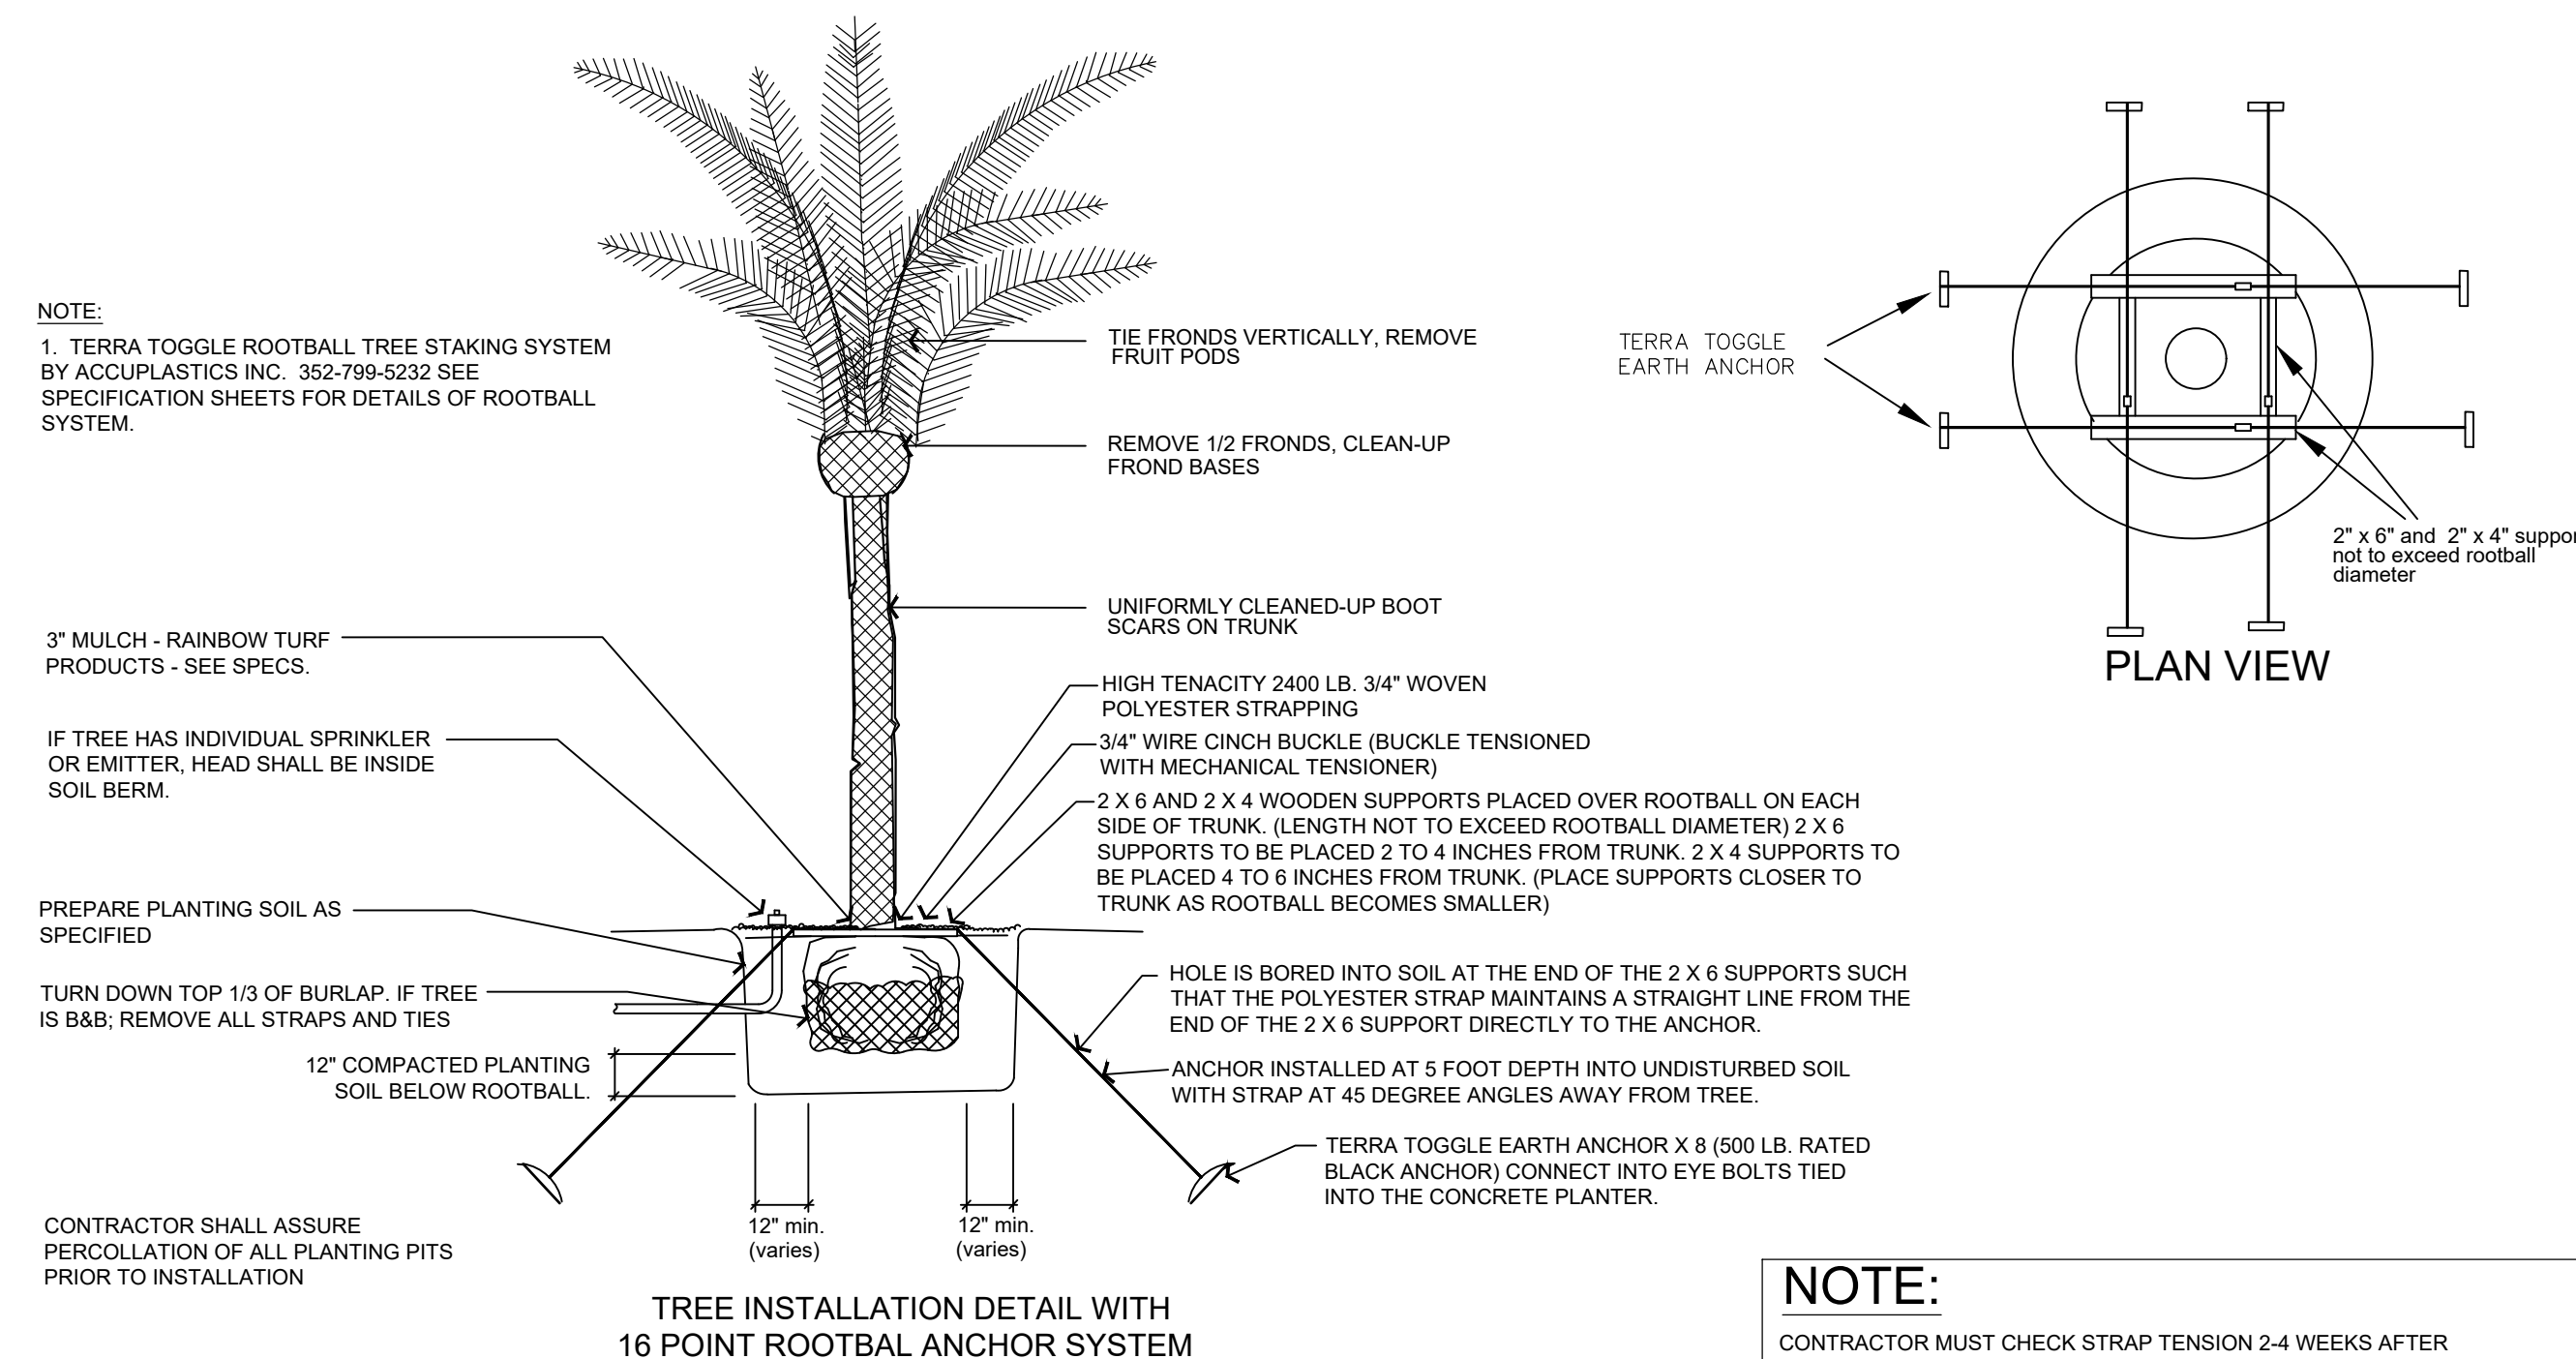 NOTE:
1. TERRA TOGGLE ROOTBALL TREE STAKING SYSTEM
BY ACCUPLASTICS INC. 352-799-5232 SEE
SPECIFICATION SHEETS FOR DETAILS OF ROOTBALL
SYSTEM.
3" MULCH - RAINBOW TURF
PRODUCTS - SEE SPECS.
IF TREE HAS INDIVIDUAL SPRINKLER
OR EMITTER, HEAD SHALL BE INSIDE
SOIL BERM.
PREPARE PLANTING SOIL AS
SPECIFIED
TURN DOWN TOP 1/3 OF BURLAP. IF TREE
IS B&B; REMOVE ALL STRAPS AND TIES
12" COMPACTED PLANTING
SOIL BELOW ROOTBALL.
CONTRACTOR SHALL ASSURE
PERCOLLATION OF ALL PLANTING PITS
PRIOR TO INSTALLATION
TIE FRONDS VERTICALLY, REMOVE
FRUIT PODS
REMOVE 1/2 FRONDS, CLEAN-UP
FROND BASES
UNIFORMLY CLEANED-UP BOOT
SCARS ON TRUNK
HIGH TENACITY 2400 LB. 3/4" WOVEN
POLYESTER STRAPPING
3/4" WIRE CINCH BUCKLE (BUCKLE TENSIONED
WITH MECHANICAL TENSIONER)
2 X 6 AND 2 X 4 WOODEN SUPPORTS PLACED OVER ROOTBALL ON EACH
SIDE OF TRUNK. (LENGTH NOT TO EXCEED ROOTBALL DIAMETER) 2 X 6
SUPPORTS TO BE PLACED 2 TO 4 INCHES FROM TRUNK. 2 X 4 SUPPORTS TO
BE PLACED 4 TO 6 INCHES FROM TRUNK. (PLACE SUPPORTS CLOSER TO
TRUNK AS ROOTBALL BECOMES SMALLER)
HOLE IS BORED INTO SOIL AT THE END OF THE 2 X 6 SUPPORTS SUCH
THAT THE POLYESTER STRAP MAINTAINS A STRAIGHT LINE FROM THE
END OF THE 2 X 6 SUPPORT DIRECTLY TO THE ANCHOR.
ANCHOR INSTALLED AT 5 FOOT DEPTH INTO UNDISTURBED SOIL
WITH STRAP AT 45 DEGREE ANGLES AWAY FROM TREE.
TERRA TOGGLE EARTH ANCHOR X 8 (500 LB. RATED
BLACK ANCHOR) CONNECT INTO EYE BOLTS TIED
INTO THE CONCRETE PLANTER.
12" min.
(varies)
12" min.
(varies)
TREE INSTALLATION DETAIL WITH
16 POINT ROOTBAL ANCHOR SYSTEM
TERRA TOGGLE
EARTH ANCHOR
2" x 6" and 2" x 4"
not to exceed rootball
diameter
PLAN VIEW
NOTE:
CONTRACTOR MUST CHECK STRAP TENSION 2-4 WEEKS AFTER